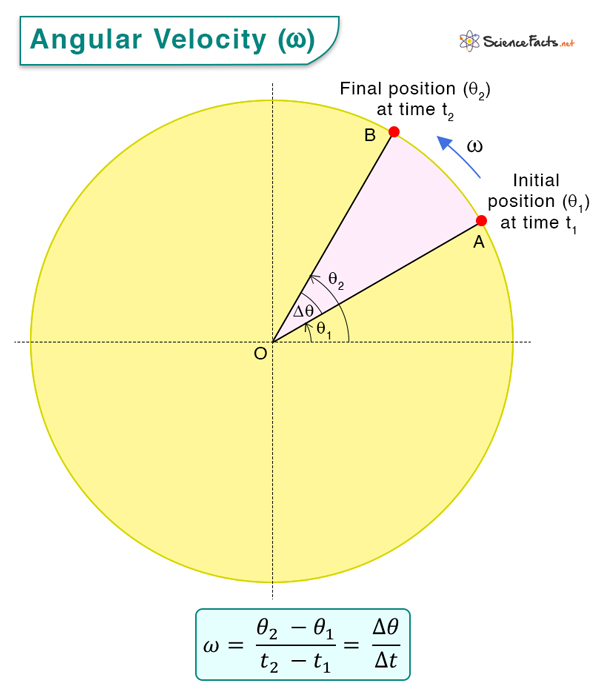 Angular Velocity (ω)
ScienceFacts.net
Final position (θ₂)
at time t₂
B
ω
Initial
position (θ₁)
at time t₁
A
θ₂
Δθ
θ₁
O
ω = (θ₂ − θ₁)/(t₂ − t₁) = Δθ/Δt